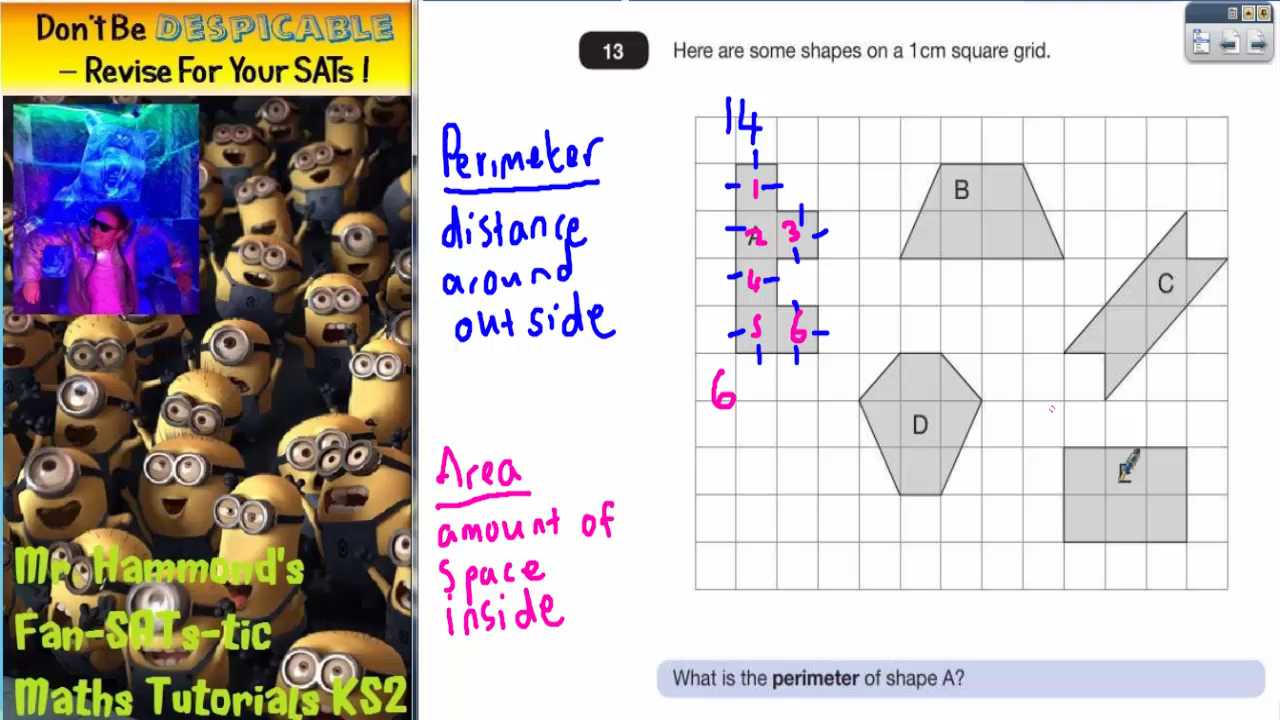 Don't Be DESPICABLE
– Revise For Your SATs !
13
Here are some shapes on a 1cm square grid.
Perimeter
distance
around
outside
14
1
A 2 3
4
5 6
6
B
C
D
E
Area
amount of
space
inside
Mr. Hammond's
Fan-SATs-tic
Maths Tutorials KS2
What is the perimeter of shape A?